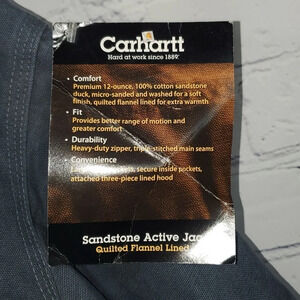 Carhartt
Hard at work since 1889.
• Comfort
Premium 12-ounce, 100% cotton sandstone
duck, micro-sanded and washed for a soft
finish, quilted flannel lined for extra warmth
• Fit
Provides better range of motion and
greater comfort
• Durability
Heavy-duty zipper, triple-stitched main seams
• Convenience
secure inside pockets,
attached three-piece lined hood
Sandstone Active
Quilted Flannel Lined